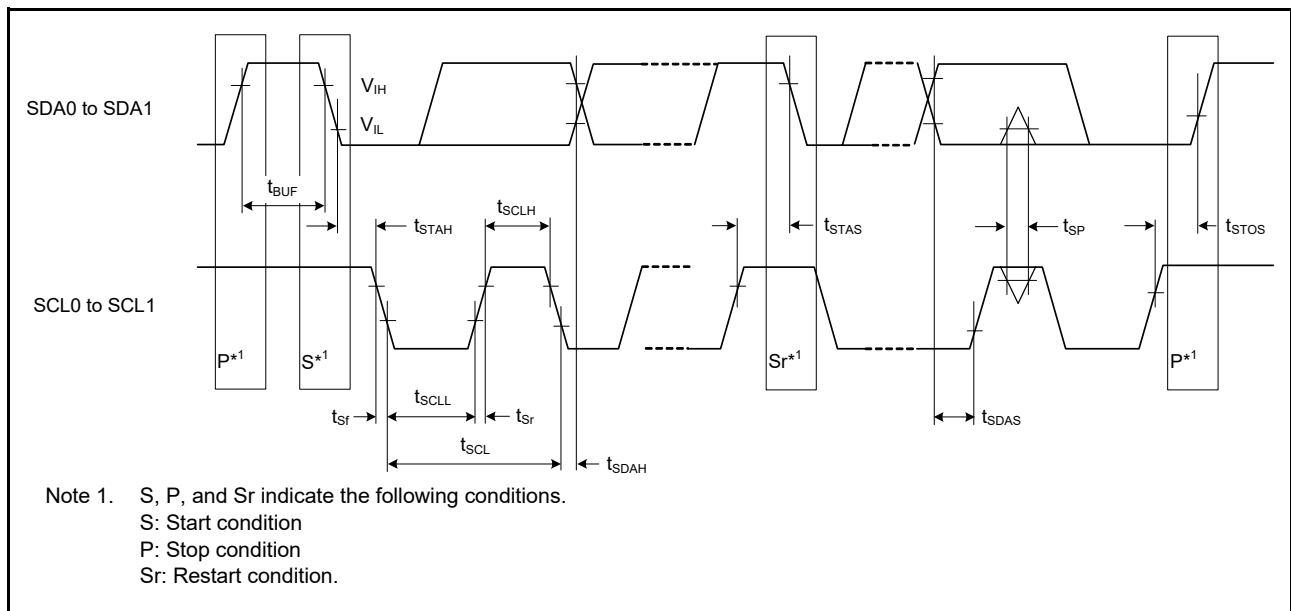 SDA0 to SDA1
VIH
VIL
tBUF
tSTAH
tSCLH
tSTAS
tSP
tSTOS
SCL0 to SCL1
P*1
S*1
Sr*1
P*1
tSf
tSCLL
tSr
tSDAS
tSCL
tSDAH
Note 1. S, P, and Sr indicate the following conditions.
S: Start condition
P: Stop condition
Sr: Restart condition.